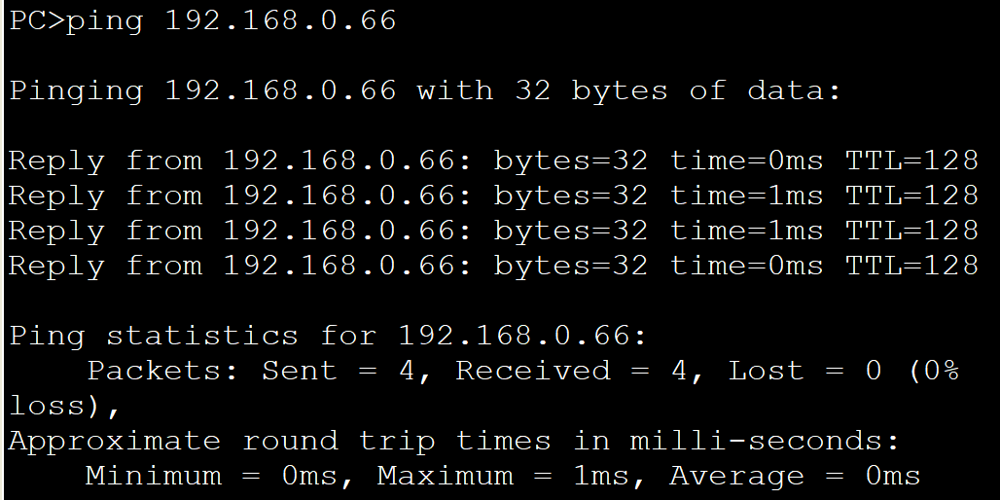 PC>ping 192.168.0.66
Pinging 192.168.0.66 with 32 bytes of data:
Reply from 192.168.0.66: bytes=32 time=0ms TTL=128
Reply from 192.168.0.66: bytes=32 time=1ms TTL=128
Reply from 192.168.0.66: bytes=32 time=1ms TTL=128
Reply from 192.168.0.66: bytes=32 time=0ms TTL=128
Ping statistics for 192.168.0.66:
    Packets: Sent = 4, Received = 4, Lost = 0 (0%
loss),
Approximate round trip times in milli-seconds:
    Minimum = 0ms, Maximum = 1ms, Average = 0ms